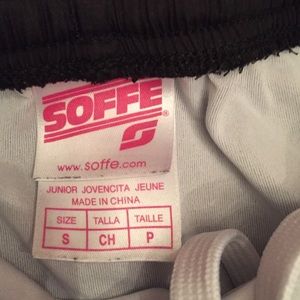 SOFFE
®
www.soffe.com
JUNIOR JOVENCITA JEUNE
MADE IN CHINA
SIZE TALLA TAILLE
S CH P